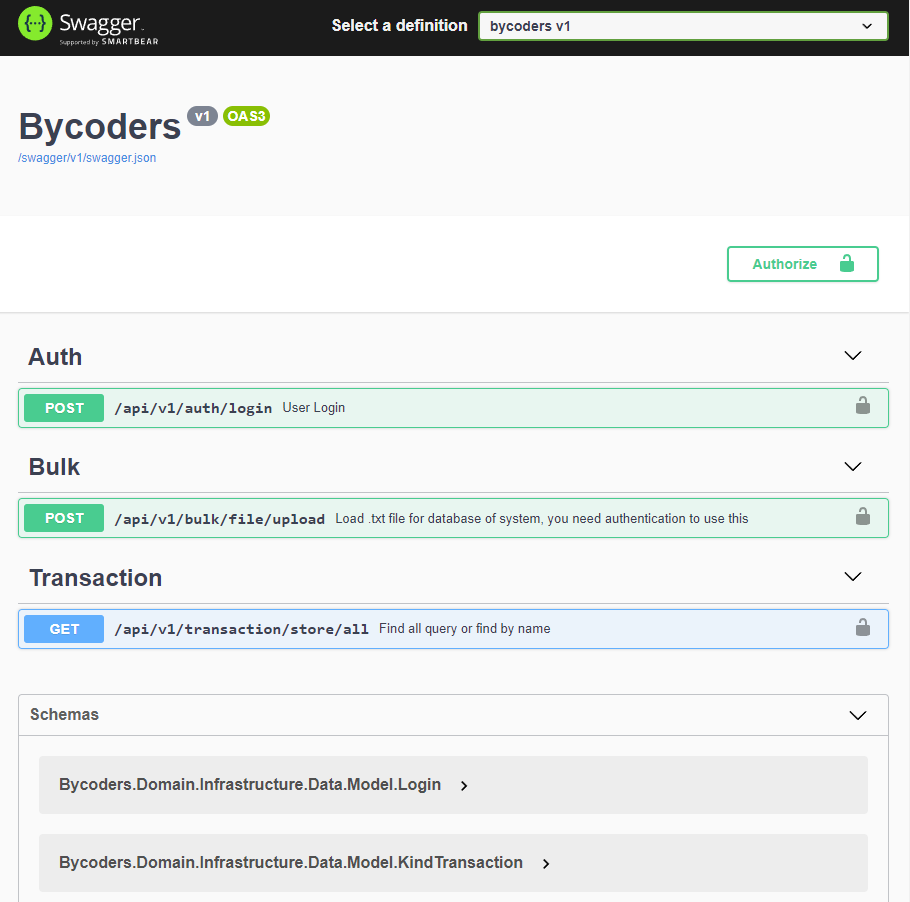 Swagger
Supported by SMARTBEAR
Select a definition
bycoders v1
Bycoders v1 OAS3
/swagger/v1/swagger.json
Authorize
Auth
POST /api/v1/auth/login User Login
Bulk
POST /api/v1/bulk/file/upload Load .txt file for database of system, you need authentication to use this
Transaction
GET /api/v1/transaction/store/all Find all query or find by name
Schemas
Bycoders.Domain.Infrastructure.Data.Model.Login
Bycoders.Domain.Infrastructure.Data.Model.KindTransaction